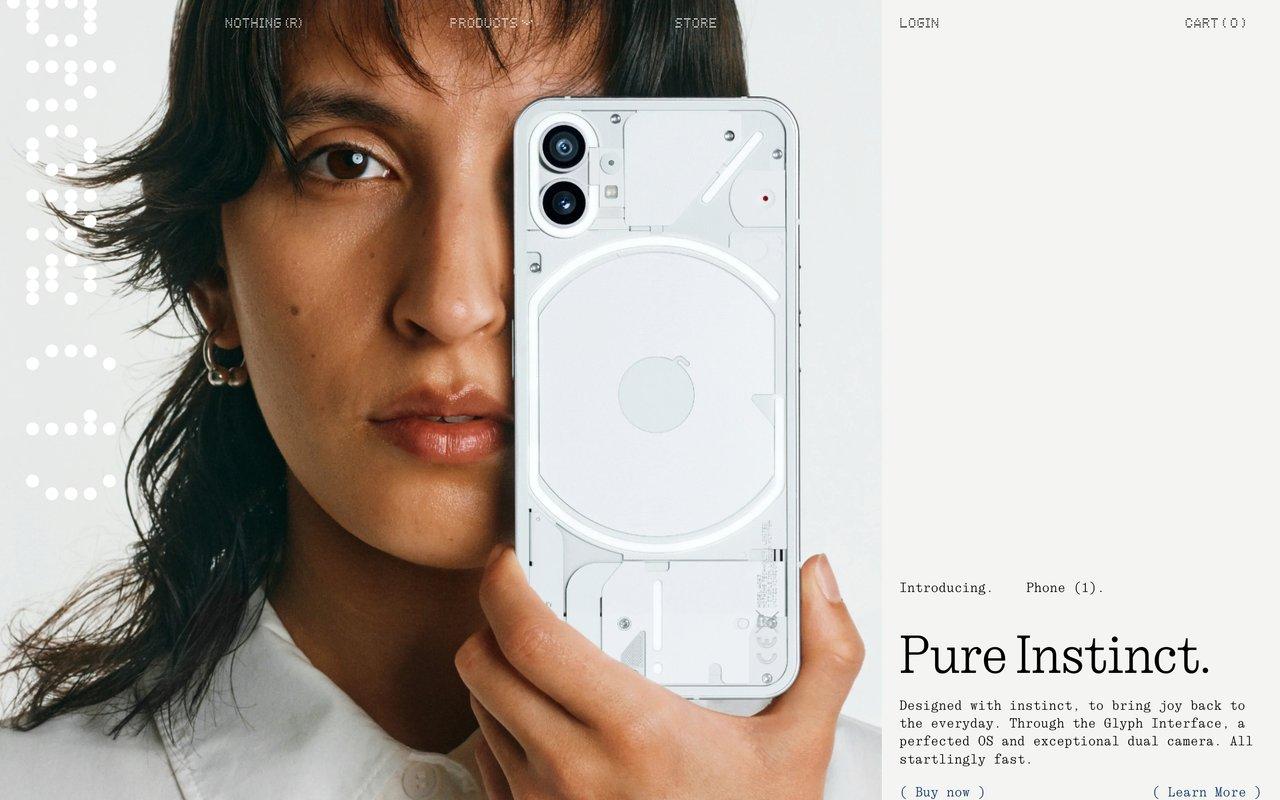 NOTHING (R)
PRODUCTS
STORE
LOGIN
CART ( 0 )
Introducing. Phone (1).
Pure Instinct.
Designed with instinct, to bring joy back to
the everyday. Through the Glyph Interface, a
perfected OS and exceptional dual camera. All
startlingly fast.
( Buy now )
( Learn More )